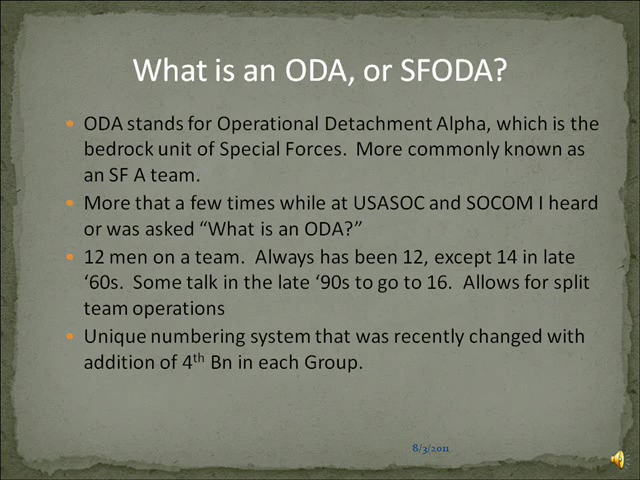 What is an ODA, or SFODA?
• ODA stands for Operational Detachment Alpha, which is the
bedrock unit of Special Forces.  More commonly known as
an SF A team.
• More that a few times while at USASOC and SOCOM I heard
or was asked “What is an ODA?”
• 12 men on a team.  Always has been 12, except 14 in late
‘60s.  Some talk in the late ‘90s to go to 16.  Allows for split
team operations
• Unique numbering system that was recently changed with
addition of 4th Bn in each Group.
8/3/2011